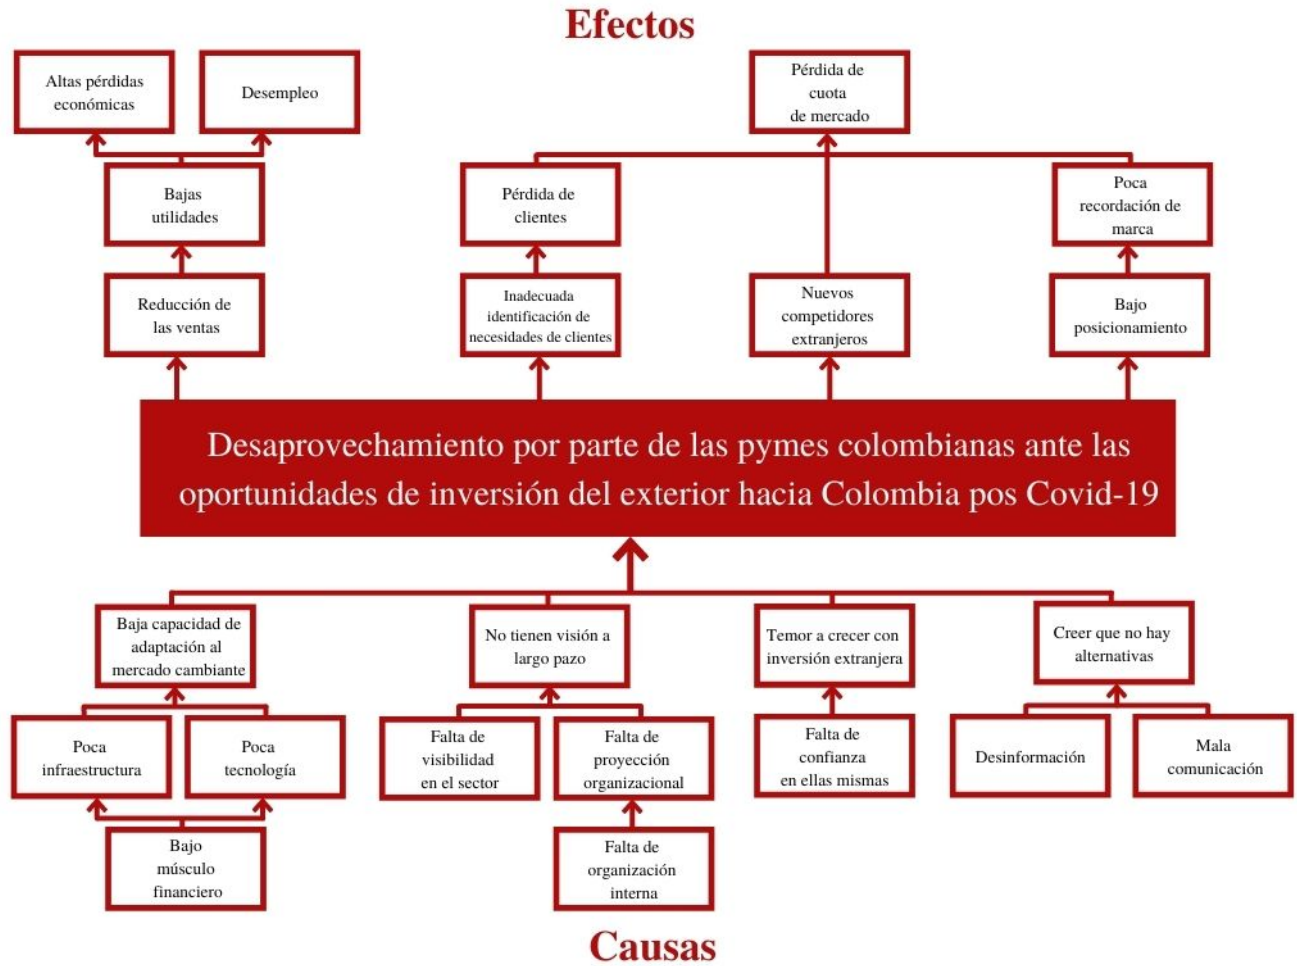 Efectos
Altas pérdidas
económicas
Desempleo
Pérdida de
cuota
de mercado
Bajas
utilidades
Pérdida de
clientes
Poca
recordación de
marca
Reducción de
las ventas
Inadecuada
identificación de
necesidades de clientes
Nuevos
competidores
extranjeros
Bajo
posicionamiento
Desaprovechamiento por parte de las pymes colombianas ante las
oportunidades de inversión del exterior hacia Colombia pos Covid-19
Baja capacidad de
adaptación al
mercado cambiante
No tienen visión a
largo pazo
Temor a crecer con
inversión extranjera
Creer que no hay
alternativas
Poca
infraestructura
Poca
tecnología
Falta de
visibilidad
en el sector
Falta de
proyección
organizacional
Falta de
confianza
en ellas mismas
Desinformación
Mala
comunicación
Bajo
músculo
financiero
Falta de
organización
interna
Causas